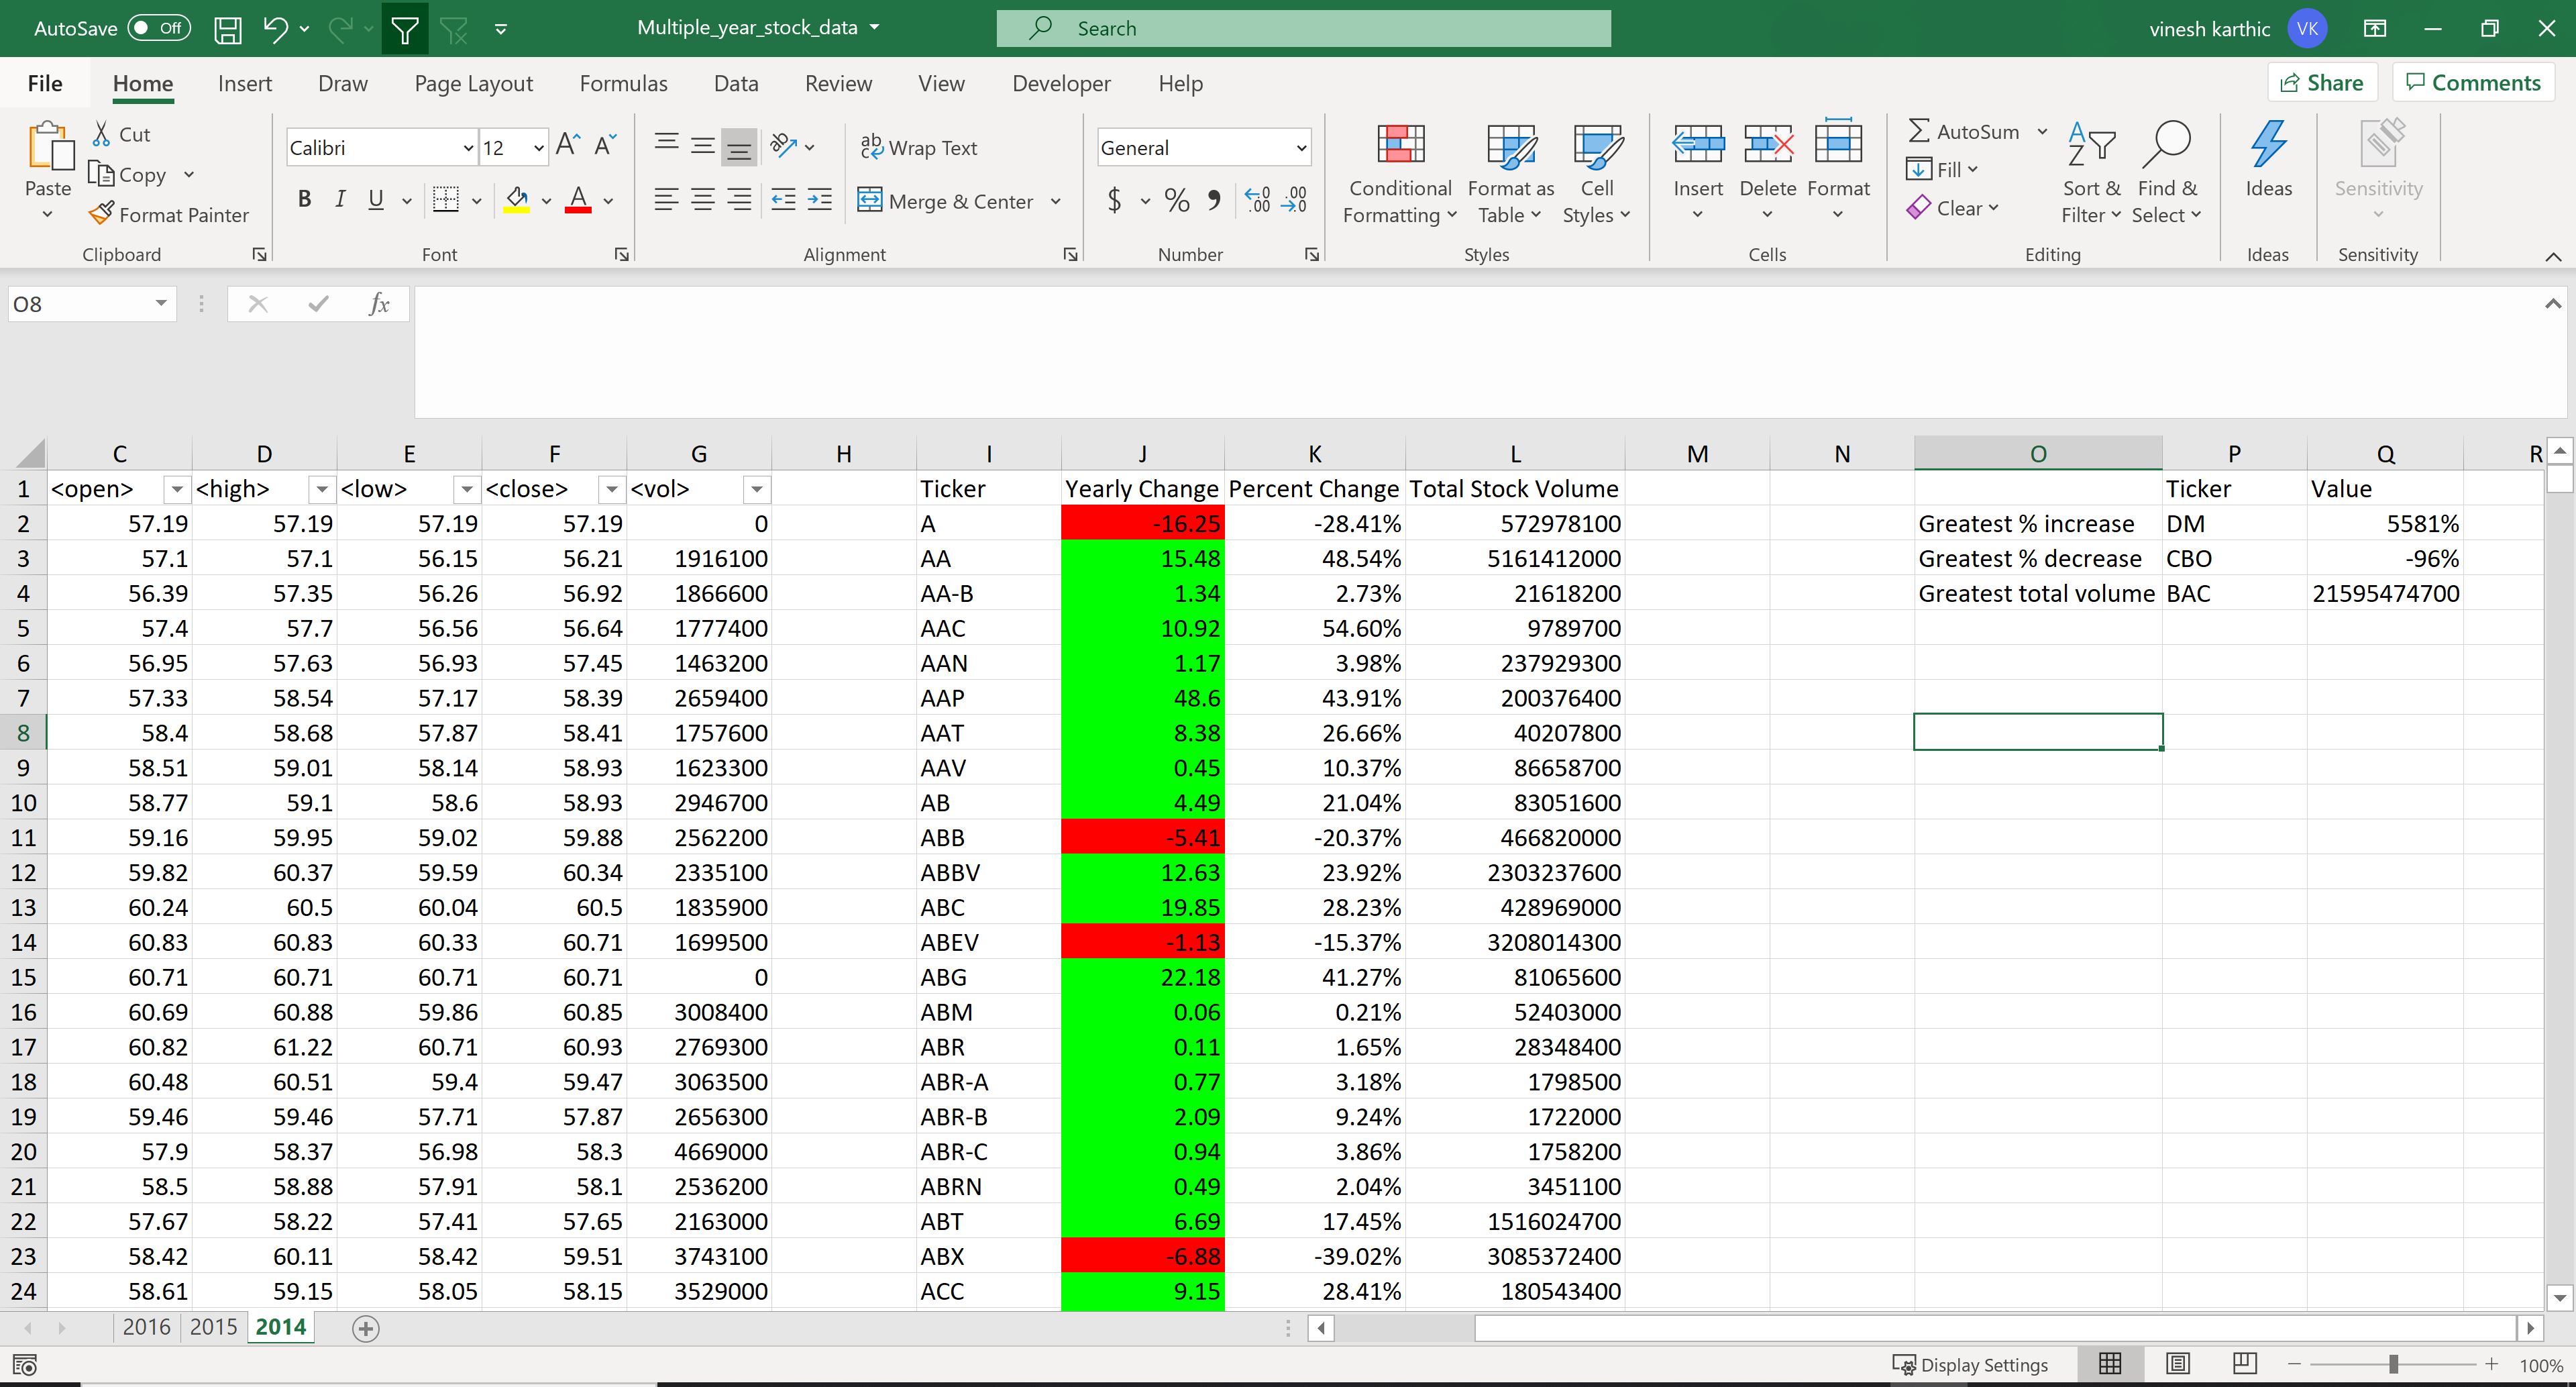 AutoSave Off Multiple_year_stock_data Search vinesh karthic VK
File Home Insert Draw Page Layout Formulas Data Review View Developer Help Share Comments
Paste
Cut
Copy
Format Painter
Clipboard
Calibri 12
B I U A
Font
ab Wrap Text
Merge & Center
Alignment
General
$ % , .00 .00
Number
Conditional Formatting
Format as Table
Cell Styles
Styles
Insert Delete Format
Cells
AutoSum
Fill
Clear
Sort & Filter
Find & Select
Editing
Ideas
Ideas
Sensitivity
Sensitivity
O8 fx
C D E F G H I J K L M N O P Q R
1 <open> <high> <low> <close> <vol> Ticker Yearly Change Percent Change Total Stock Volume Ticker Value
2 57.19 57.19 57.19 57.19 0 A -16.25 -28.41% 572978100 Greatest % increase DM 5581%
3 57.1 57.1 56.15 56.21 1916100 AA 15.48 48.54% 5161412000 Greatest % decrease CBO -96%
4 56.39 57.35 56.26 56.92 1866600 AA-B 1.34 2.73% 21618200 Greatest total volume BAC 21595474700
5 57.4 57.7 56.56 56.64 1777400 AAC 10.92 54.60% 9789700
6 56.95 57.63 56.93 57.45 1463200 AAN 1.17 3.98% 237929300
7 57.33 58.54 57.17 58.39 2659400 AAP 48.6 43.91% 200376400
8 58.4 58.68 57.87 58.41 1757600 AAT 8.38 26.66% 40207800
9 58.51 59.01 58.14 58.93 1623300 AAV 0.45 10.37% 86658700
10 58.77 59.1 58.6 58.93 2946700 AB 4.49 21.04% 83051600
11 59.16 59.95 59.02 59.88 2562200 ABB -5.41 -20.37% 466820000
12 59.82 60.37 59.59 60.34 2335100 ABBV 12.63 23.92% 2303237600
13 60.24 60.5 60.04 60.5 1835900 ABC 19.85 28.23% 428969000
14 60.83 60.83 60.33 60.71 1699500 ABEV -1.13 -15.37% 3208014300
15 60.71 60.71 60.71 60.71 0 ABG 22.18 41.27% 81065600
16 60.69 60.88 59.86 60.85 3008400 ABM 0.06 0.21% 52403000
17 60.82 61.22 60.71 60.93 2769300 ABR 0.11 1.65% 28348400
18 60.48 60.51 59.4 59.47 3063500 ABR-A 0.77 3.18% 1798500
19 59.46 59.46 57.71 57.87 2656300 ABR-B 2.09 9.24% 1722000
20 57.9 58.37 56.98 58.3 4669000 ABR-C 0.94 3.86% 1758200
21 58.5 58.88 57.91 58.1 2536200 ABRN 0.49 2.04% 3451100
22 57.67 58.22 57.41 57.65 2163000 ABT 6.69 17.45% 1516024700
23 58.42 60.11 58.42 59.51 3743100 ABX -6.88 -39.02% 3085372400
24 58.61 59.15 58.05 58.15 3529000 ACC 9.15 28.41% 180543400
2016 2015 2014
Display Settings 100%